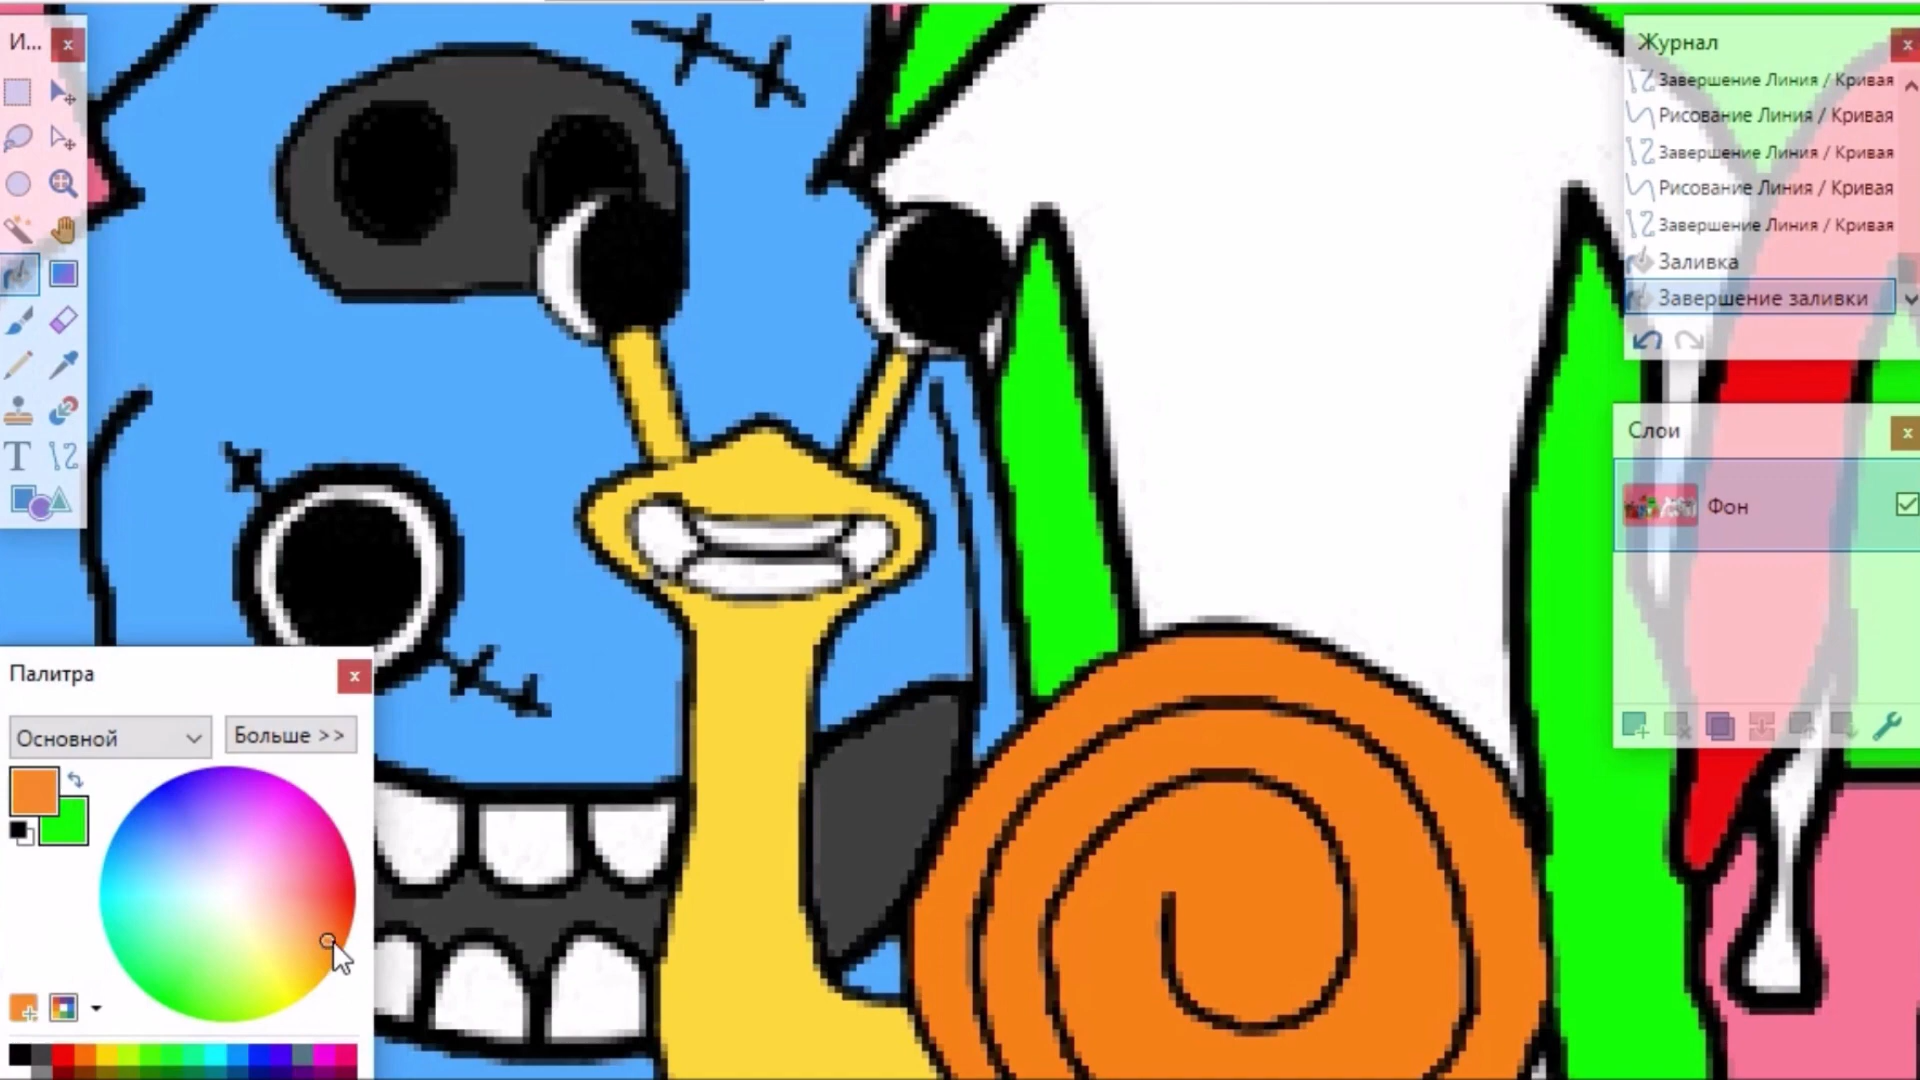 И...
Журнал
Завершение Линия / Кривая
Рисование Линия / Кривая
Завершение Линия / Кривая
Рисование Линия / Кривая
Завершение Линия / Кривая
Заливка
Завершение заливки
Слои
Фон
Палитра
Основной
Больше >>